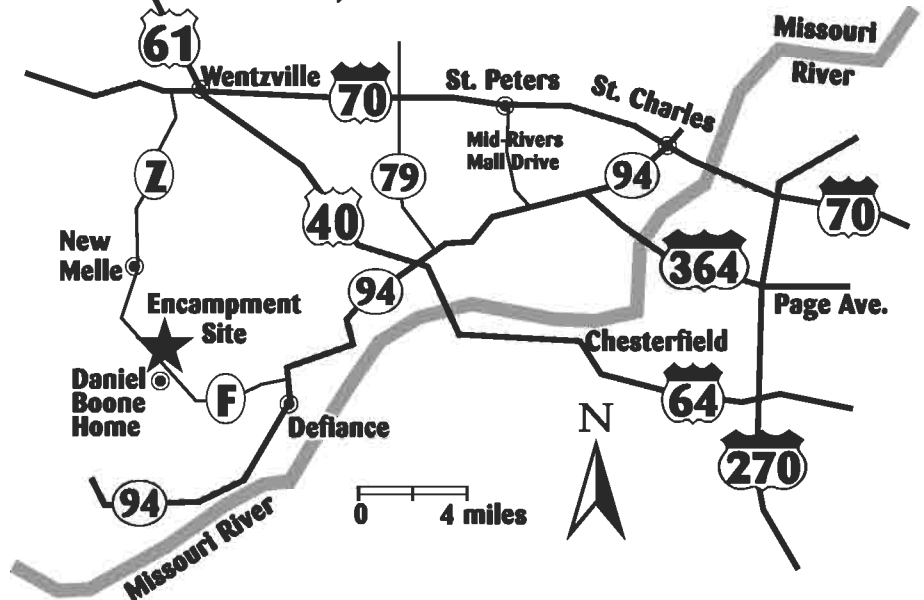 61
Missouri
River
Wentzville
70
St. Peters
St. Charles
Mid-Rivers
Mall Drive
Z
79
94
40
70
New
Melle
364
94
Encampment
Site
Page Ave.
Chesterfield
Daniel
Boone
Home
F
64
Defiance
N
270
94
0
4 miles
Missouri River